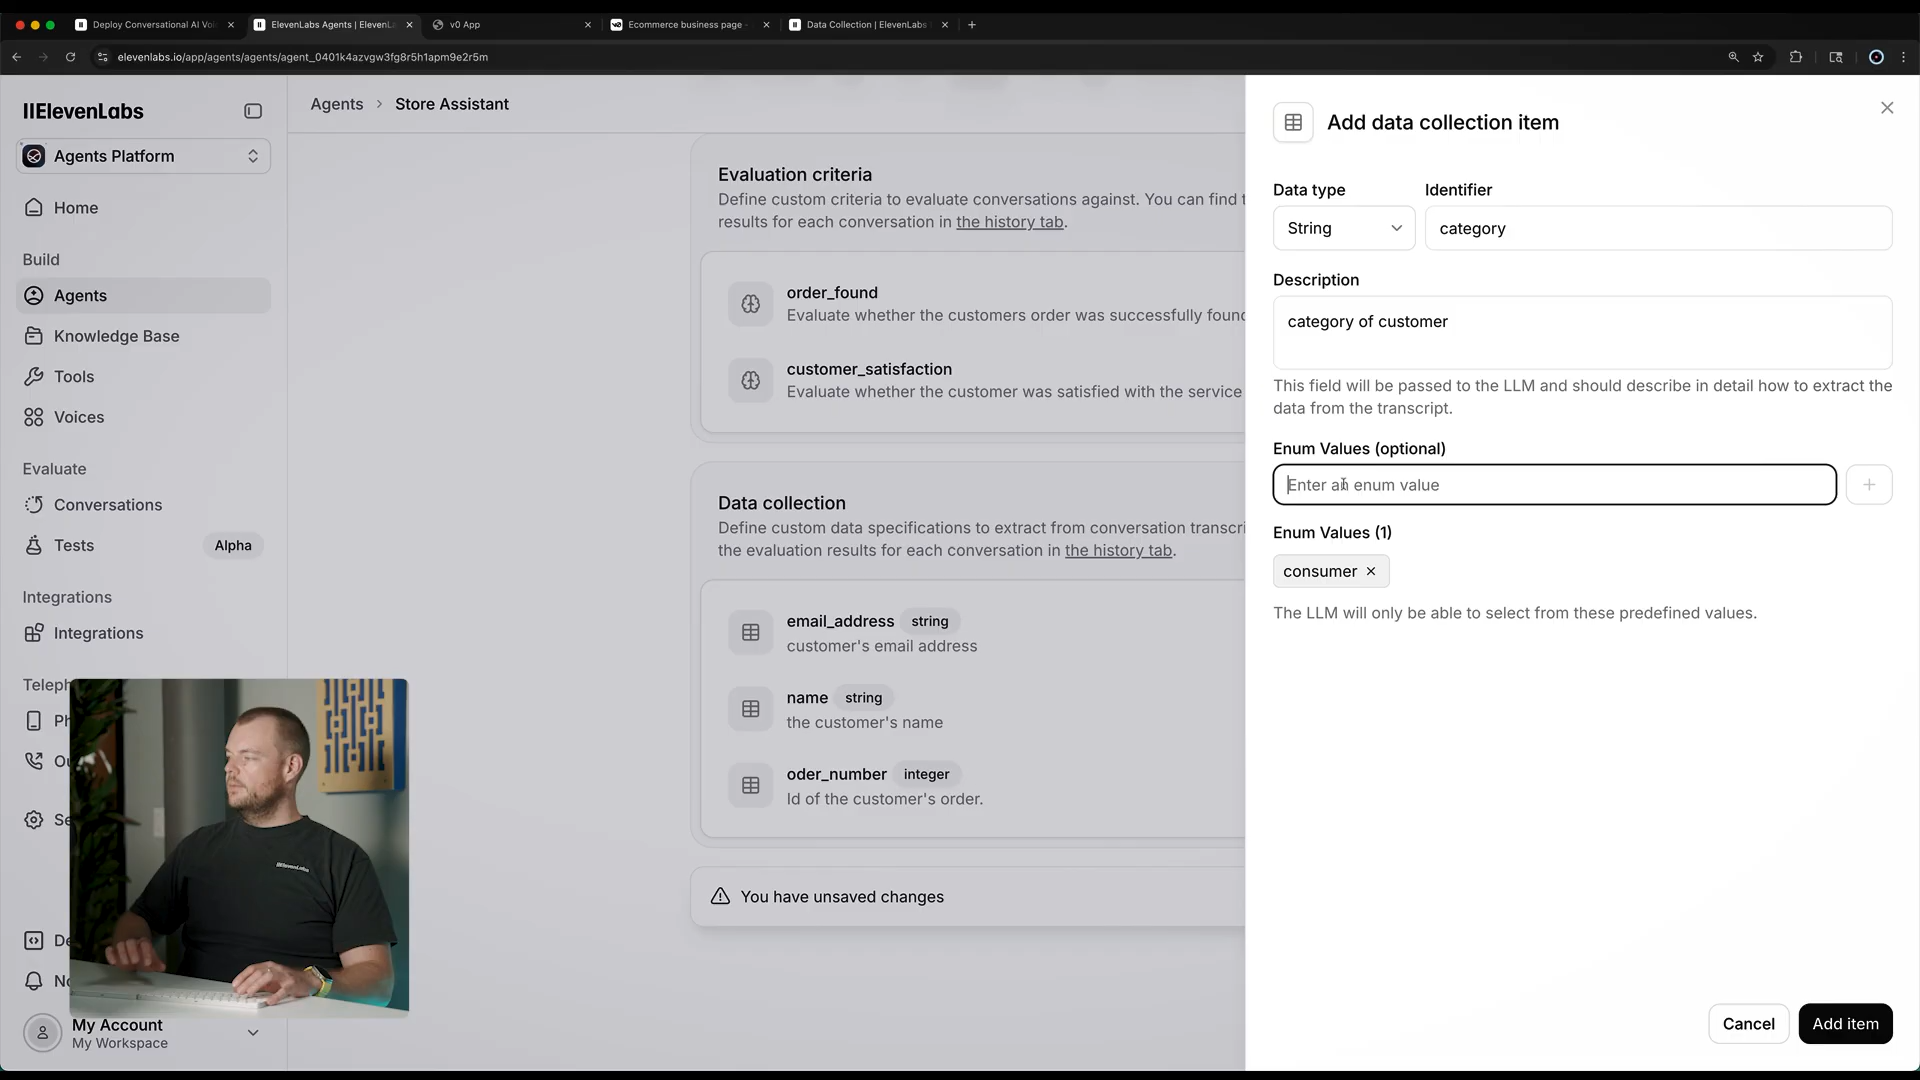 Deploy Conversational AI Voi
ElevenLabs Agents | ElevenLa
v0 App
Ecommerce business page -
Data Collection | ElevenLabs
elevenlabs.io/app/agents/agents/agent_0401k4azvgw3fg8r5h1apm9e2r5m
IIElevenLabs
Agents Platform
Home
Build
Agents
Knowledge Base
Tools
Voices
Evaluate
Conversations
Tests
Alpha
Integrations
Integrations
Teleph
Ph
Ou
Se
De
No
My Account
My Workspace
Agents > Store Assistant
Evaluation criteria
Define custom criteria to evaluate conversations against. You can find t
results for each conversation in the history tab.
order_found
Evaluate whether the customers order was successfully found
customer_satisfaction
Evaluate whether the customer was satisfied with the service
Data collection
Define custom data specifications to extract from conversation transcri
the evaluation results for each conversation in the history tab.
email_address string
customer's email address
name string
the customer's name
oder_number integer
Id of the customer's order.
You have unsaved changes
IIElevenLabs
Add data collection item
Data type
Identifier
String
category
Description
category of customer
This field will be passed to the LLM and should describe in detail how to extract the
data from the transcript.
Enum Values (optional)
Enter an enum value
Enum Values (1)
consumer
The LLM will only be able to select from these predefined values.
Cancel
Add item